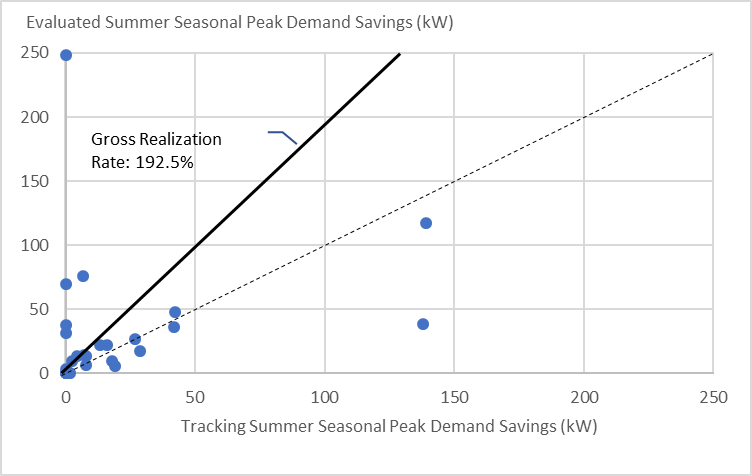 Evaluated Summer Seasonal Peak Demand Savings (kW)
250
200
Gross Realization
Rate: 192.5%
150
100
50
0
0 50 100 150 200 250
Tracking Summer Seasonal Peak Demand Savings (kW)